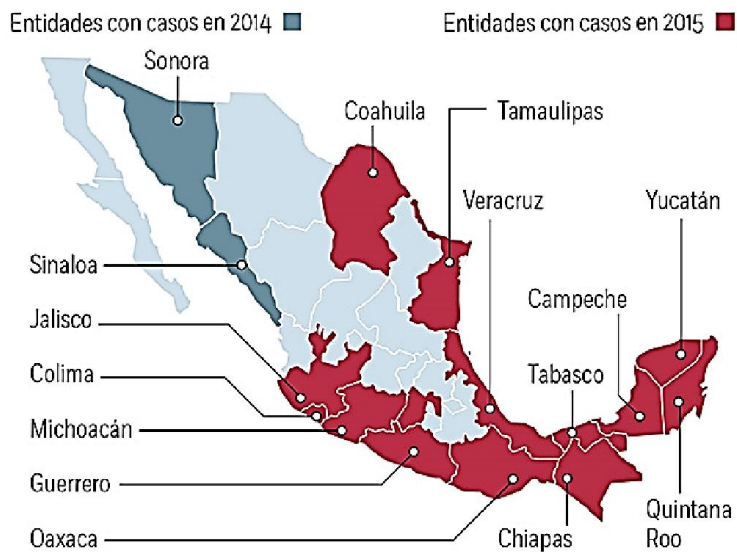 Entidades con casos en 2014
Entidades con casos en 2015
Sonora
Coahuila
Tamaulipas
Veracruz
Yucatán
Sinaloa
Campeche
Jalisco
Colima
Tabasco
Michoacán
Guerrero
Oaxaca
Chiapas
Quintana
Roo